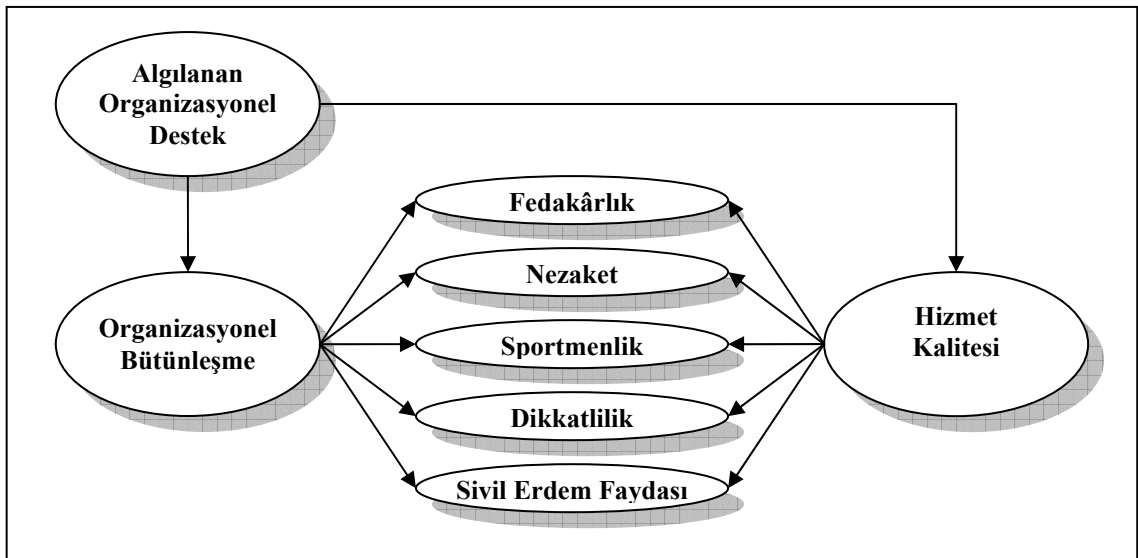 Algılanan
Organizasyonel
Destek
Fedakârlık
Nezaket
Organizasyonel
Bütünleşme
Sportmenlik
Hizmet
Kalitesi
Dikkatlilik
Sivil Erdem Faydası